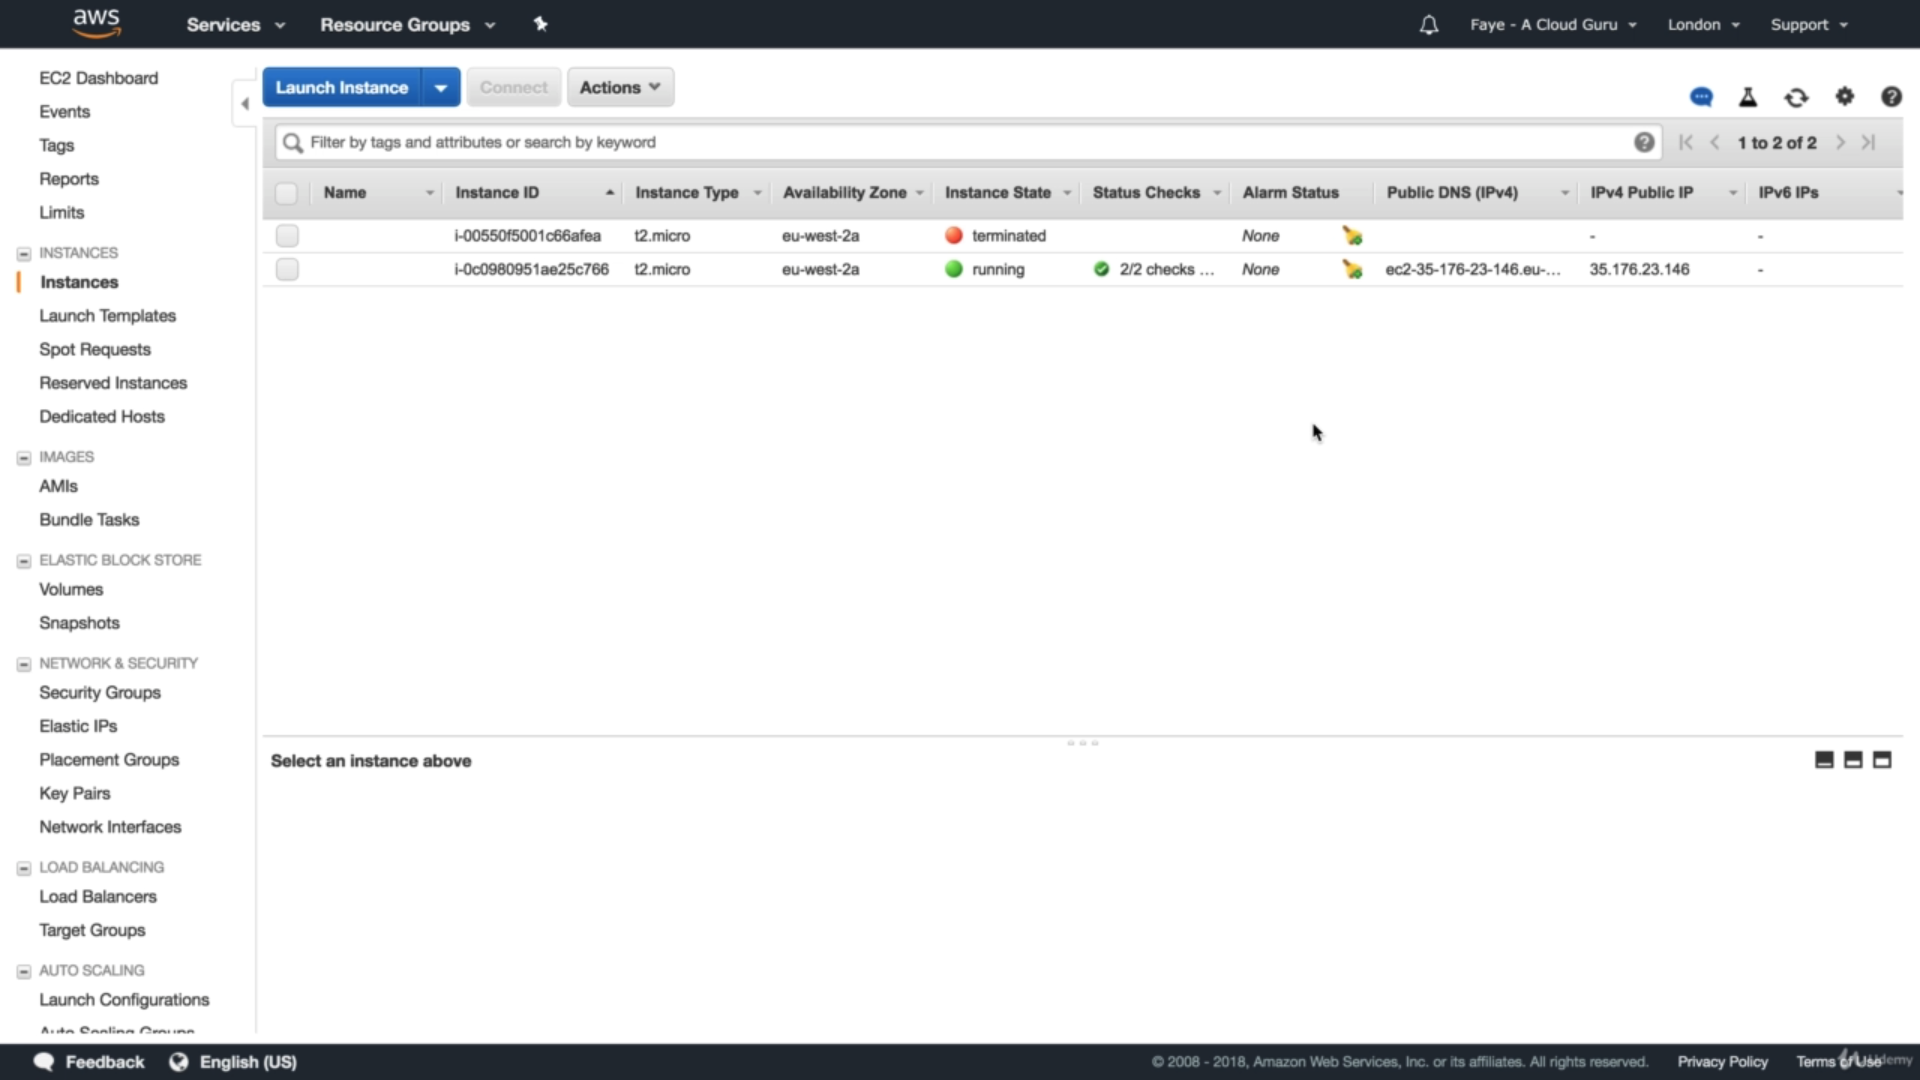 aws Services Resource Groups Faye - A Cloud Guru London Support
EC2 Dashboard
Events
Tags
Reports
Limits
INSTANCES
Instances
Launch Templates
Spot Requests
Reserved Instances
Dedicated Hosts
IMAGES
AMIs
Bundle Tasks
ELASTIC BLOCK STORE
Volumes
Snapshots
NETWORK & SECURITY
Security Groups
Elastic IPs
Placement Groups
Key Pairs
Network Interfaces
LOAD BALANCING
Load Balancers
Target Groups
AUTO SCALING
Launch Configurations
Auto Scaling Groups
Launch Instance Connect Actions
Filter by tags and attributes or search by keyword 1 to 2 of 2
Name Instance ID Instance Type Availability Zone Instance State Status Checks Alarm Status Public DNS (IPv4) IPv4 Public IP IPv6 IPs
i-00550f5001c66afea t2.micro eu-west-2a terminated None - -
i-0c0980951ae25c766 t2.micro eu-west-2a running 2/2 checks ... None ec2-35-176-23-146.eu-... 35.176.23.146 -
Select an instance above
Feedback English (US) © 2008 - 2018, Amazon Web Services, Inc. or its affiliates. All rights reserved. Privacy Policy Terms of Use